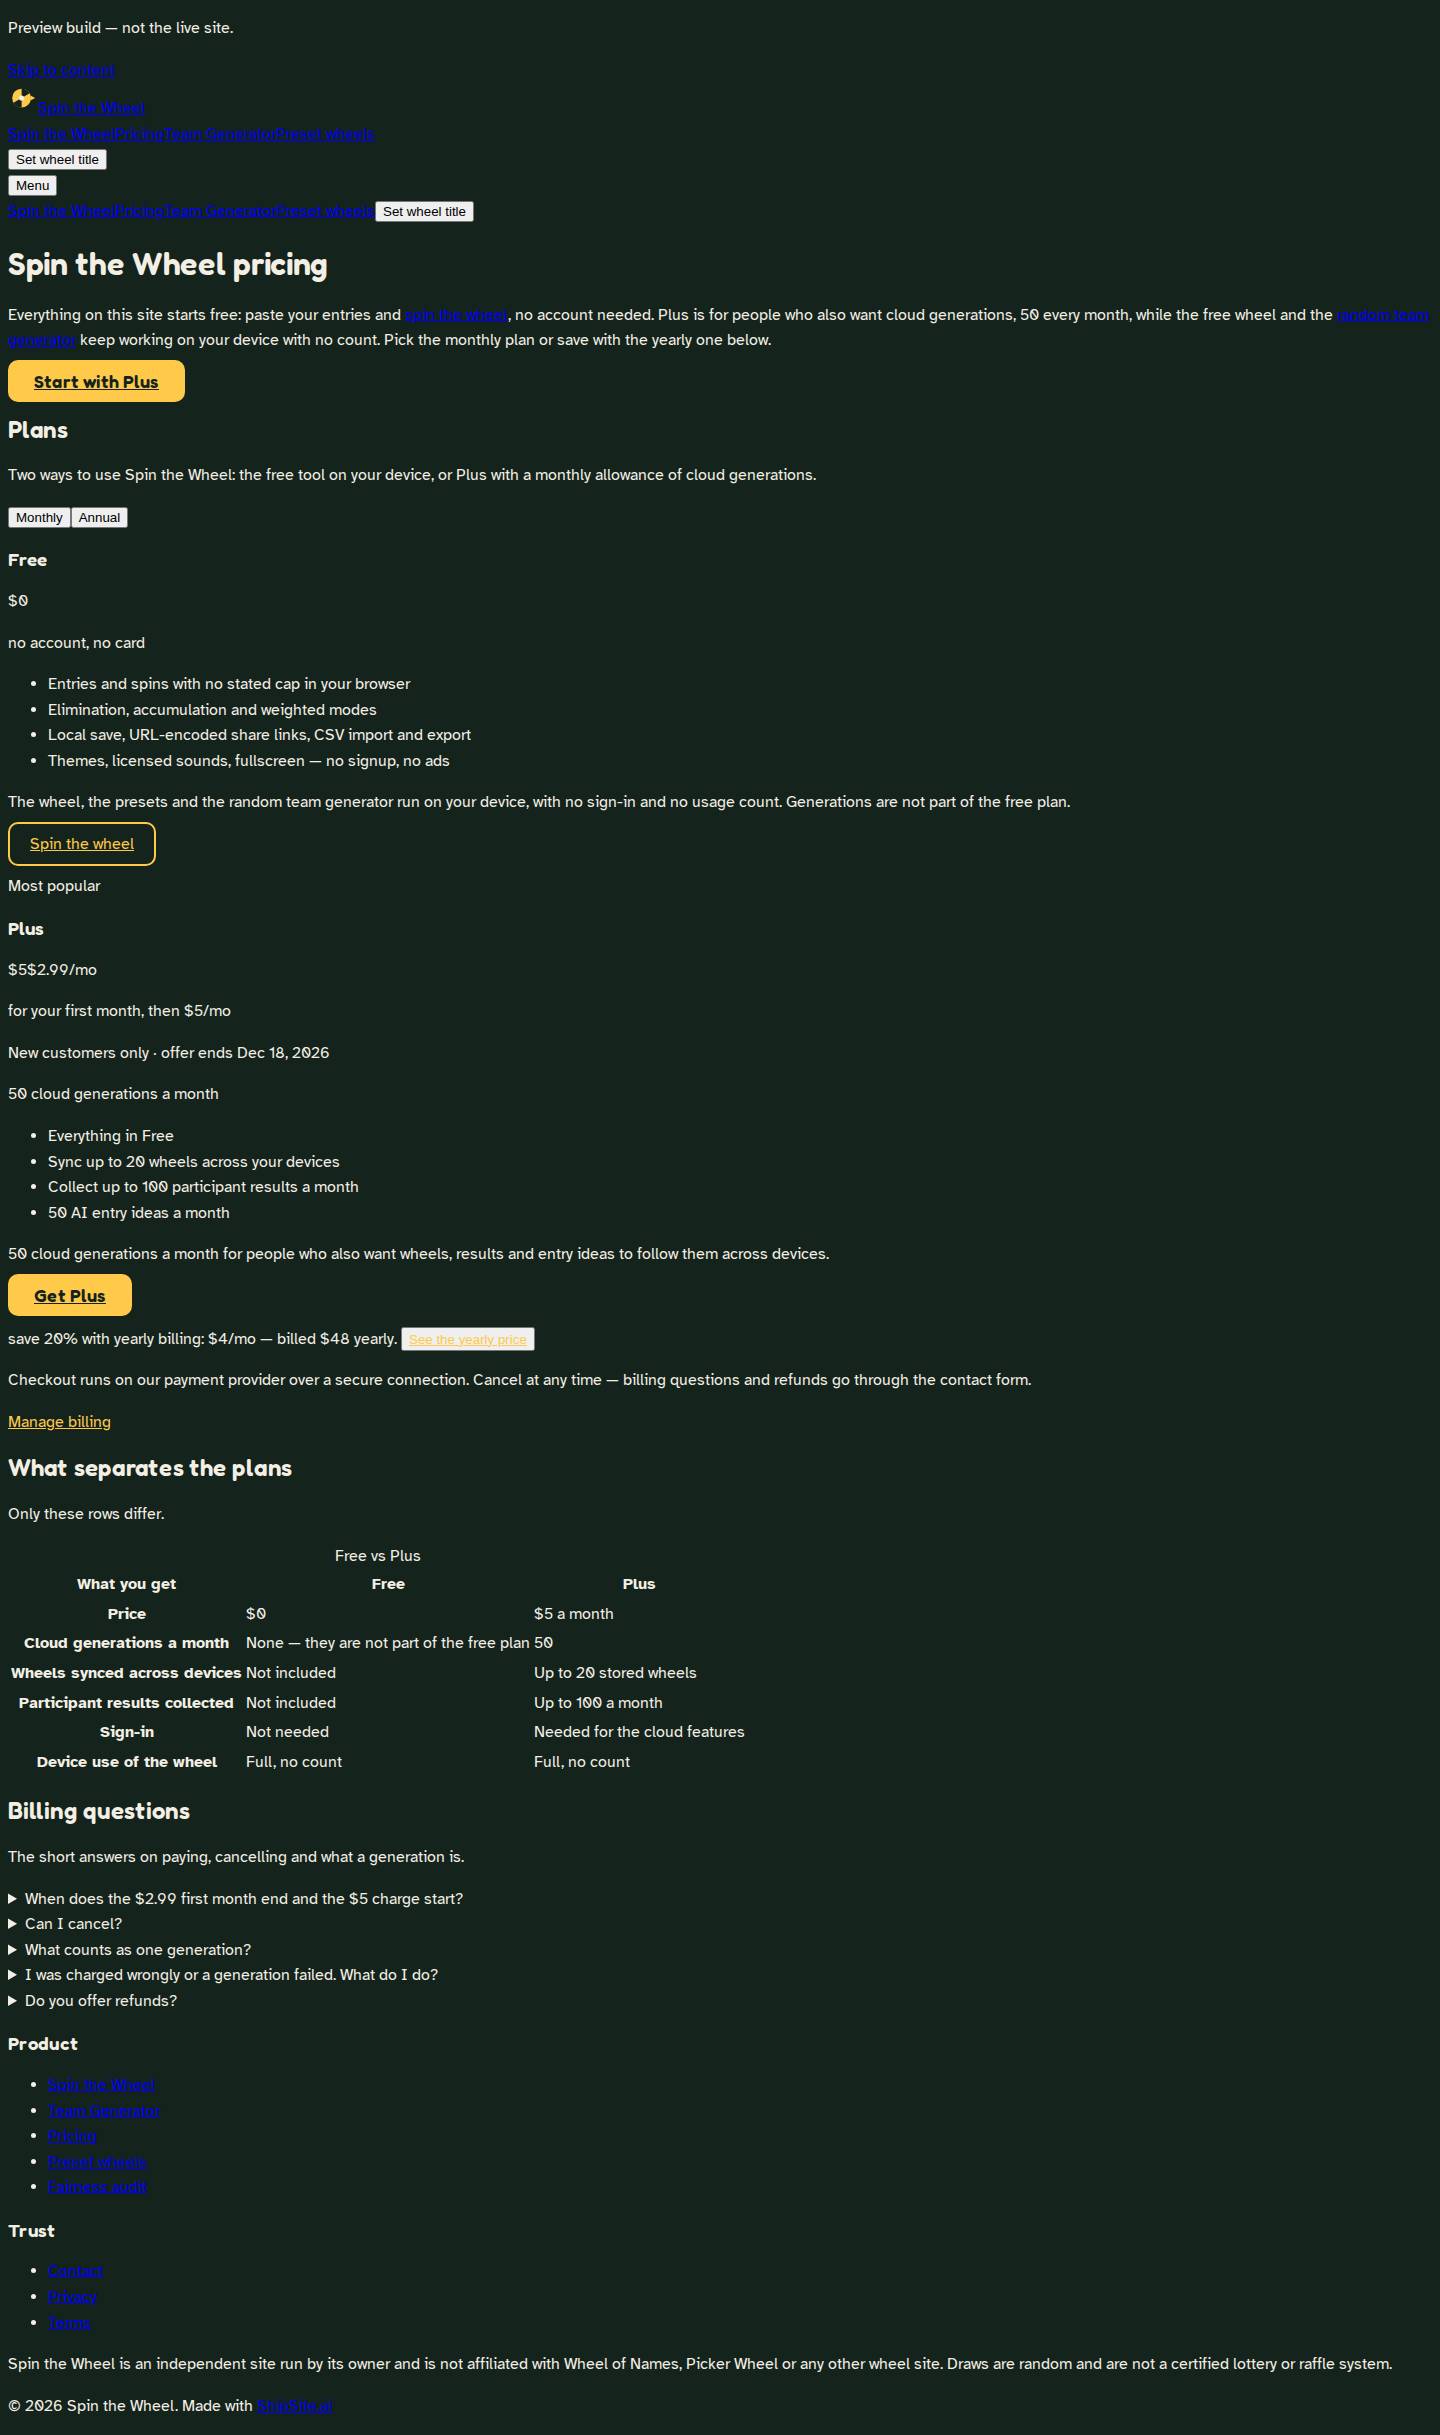 Preview build — not the live site.
Skip to content
Spin the Wheel
Spin the WheelPricingTeam GeneratorPreset wheels
Set wheel title
Menu
Spin the WheelPricingTeam GeneratorPreset wheels Set wheel title
Spin the Wheel pricing
Everything on this site starts free: paste your entries and spin the wheel, no account needed. Plus is for people who also want cloud generations, 50 every month, while the free wheel and the random team
generator keep working on your device with no count. Pick the monthly plan or save with the yearly one below.
Start with Plus
Plans
Two ways to use Spin the Wheel: the free tool on your device, or Plus with a monthly allowance of cloud generations.
Monthly Annual
Free
$0
no account, no card
• Entries and spins with no stated cap in your browser
• Elimination, accumulation and weighted modes
• Local save, URL-encoded share links, CSV import and export
• Themes, licensed sounds, fullscreen — no signup, no ads
The wheel, the presets and the random team generator run on your device, with no sign-in and no usage count. Generations are not part of the free plan.
Spin the wheel
Most popular
Plus
$5$2.99/mo
for your first month, then $5/mo
New customers only · offer ends Dec 18, 2026
50 cloud generations a month
• Everything in Free
• Sync up to 20 wheels across your devices
• Collect up to 100 participant results a month
• 50 AI entry ideas a month
50 cloud generations a month for people who also want wheels, results and entry ideas to follow them across devices.
Get Plus
save 20% with yearly billing: $4/mo — billed $48 yearly. See the yearly price
Checkout runs on our payment provider over a secure connection. Cancel at any time — billing questions and refunds go through the contact form.
Manage billing
What separates the plans
Only these rows differ.
Free vs Plus
What you get Free Plus
Price $0 $5 a month
Cloud generations a month None — they are not part of the free plan 50
Wheels synced across devices Not included Up to 20 stored wheels
Participant results collected Not included Up to 100 a month
Sign-in Not needed Needed for the cloud features
Device use of the wheel Full, no count Full, no count
Billing questions
The short answers on paying, cancelling and what a generation is.
When does the $2.99 first month end and the $5 charge start?
Can I cancel?
What counts as one generation?
I was charged wrongly or a generation failed. What do I do?
Do you offer refunds?
Product
• Spin the Wheel
• Team Generator
• Pricing
• Preset wheels
• Fairness audit
Trust
• Contact
• Privacy
• Terms
Spin the Wheel is an independent site run by its owner and is not affiliated with Wheel of Names, Picker Wheel or any other wheel site. Draws are random and are not a certified lottery or raffle system.
© 2026 Spin the Wheel. Made with ShipSite.ai